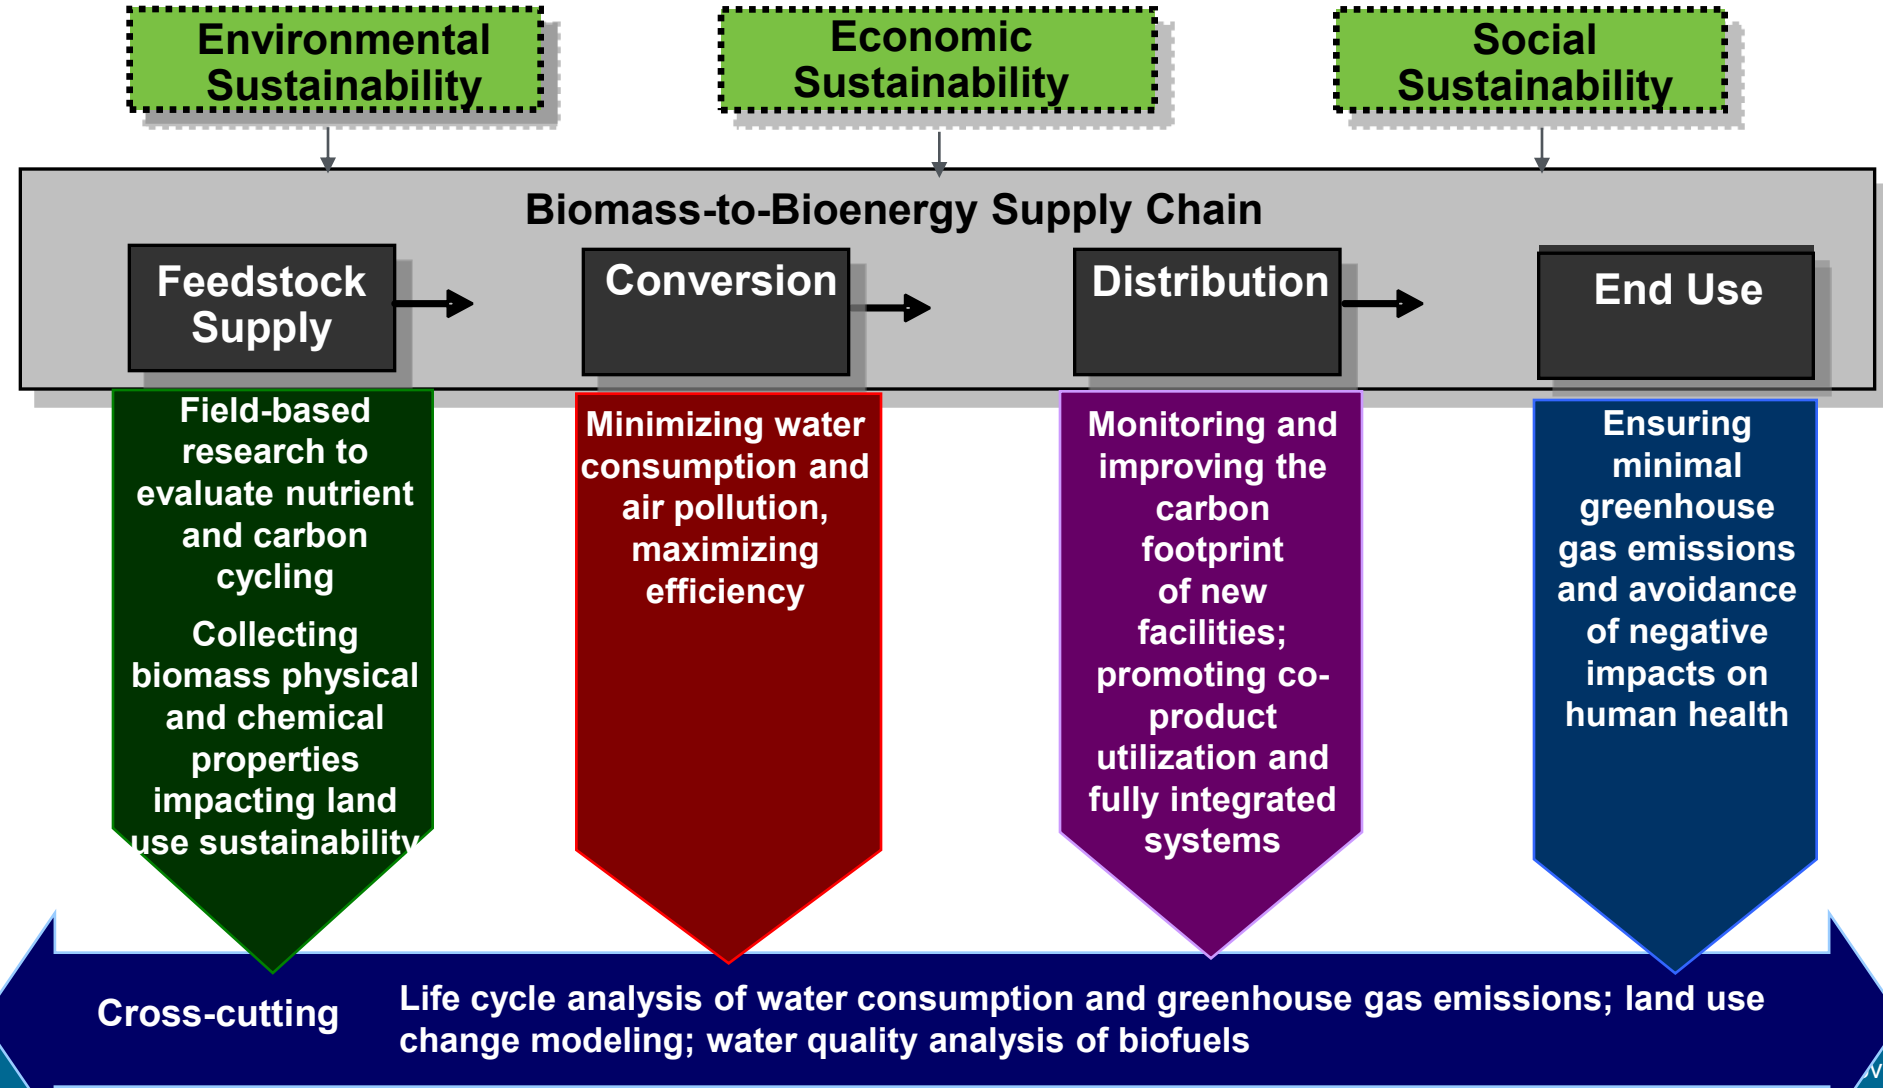 Environmental
Sustainability
Economic
Sustainability
Social
Sustainability
Biomass-to-Bioenergy Supply Chain
Feedstock
Supply
Conversion
Distribution
End Use
Field-based
research to
evaluate nutrient
and carbon
cycling
Collecting
biomass physical
and chemical
properties
impacting land
use sustainability
Minimizing water
consumption and
air pollution,
maximizing
efficiency
Monitoring and
improving the
carbon
footprint
of new
facilities;
promoting co-
product
utilization and
fully integrated
systems
Ensuring
minimal
greenhouse
gas emissions
and avoidance
of negative
impacts on
human health
Cross-cutting
Life cycle analysis of water consumption and greenhouse gas emissions; land use
change modeling; water quality analysis of biofuels